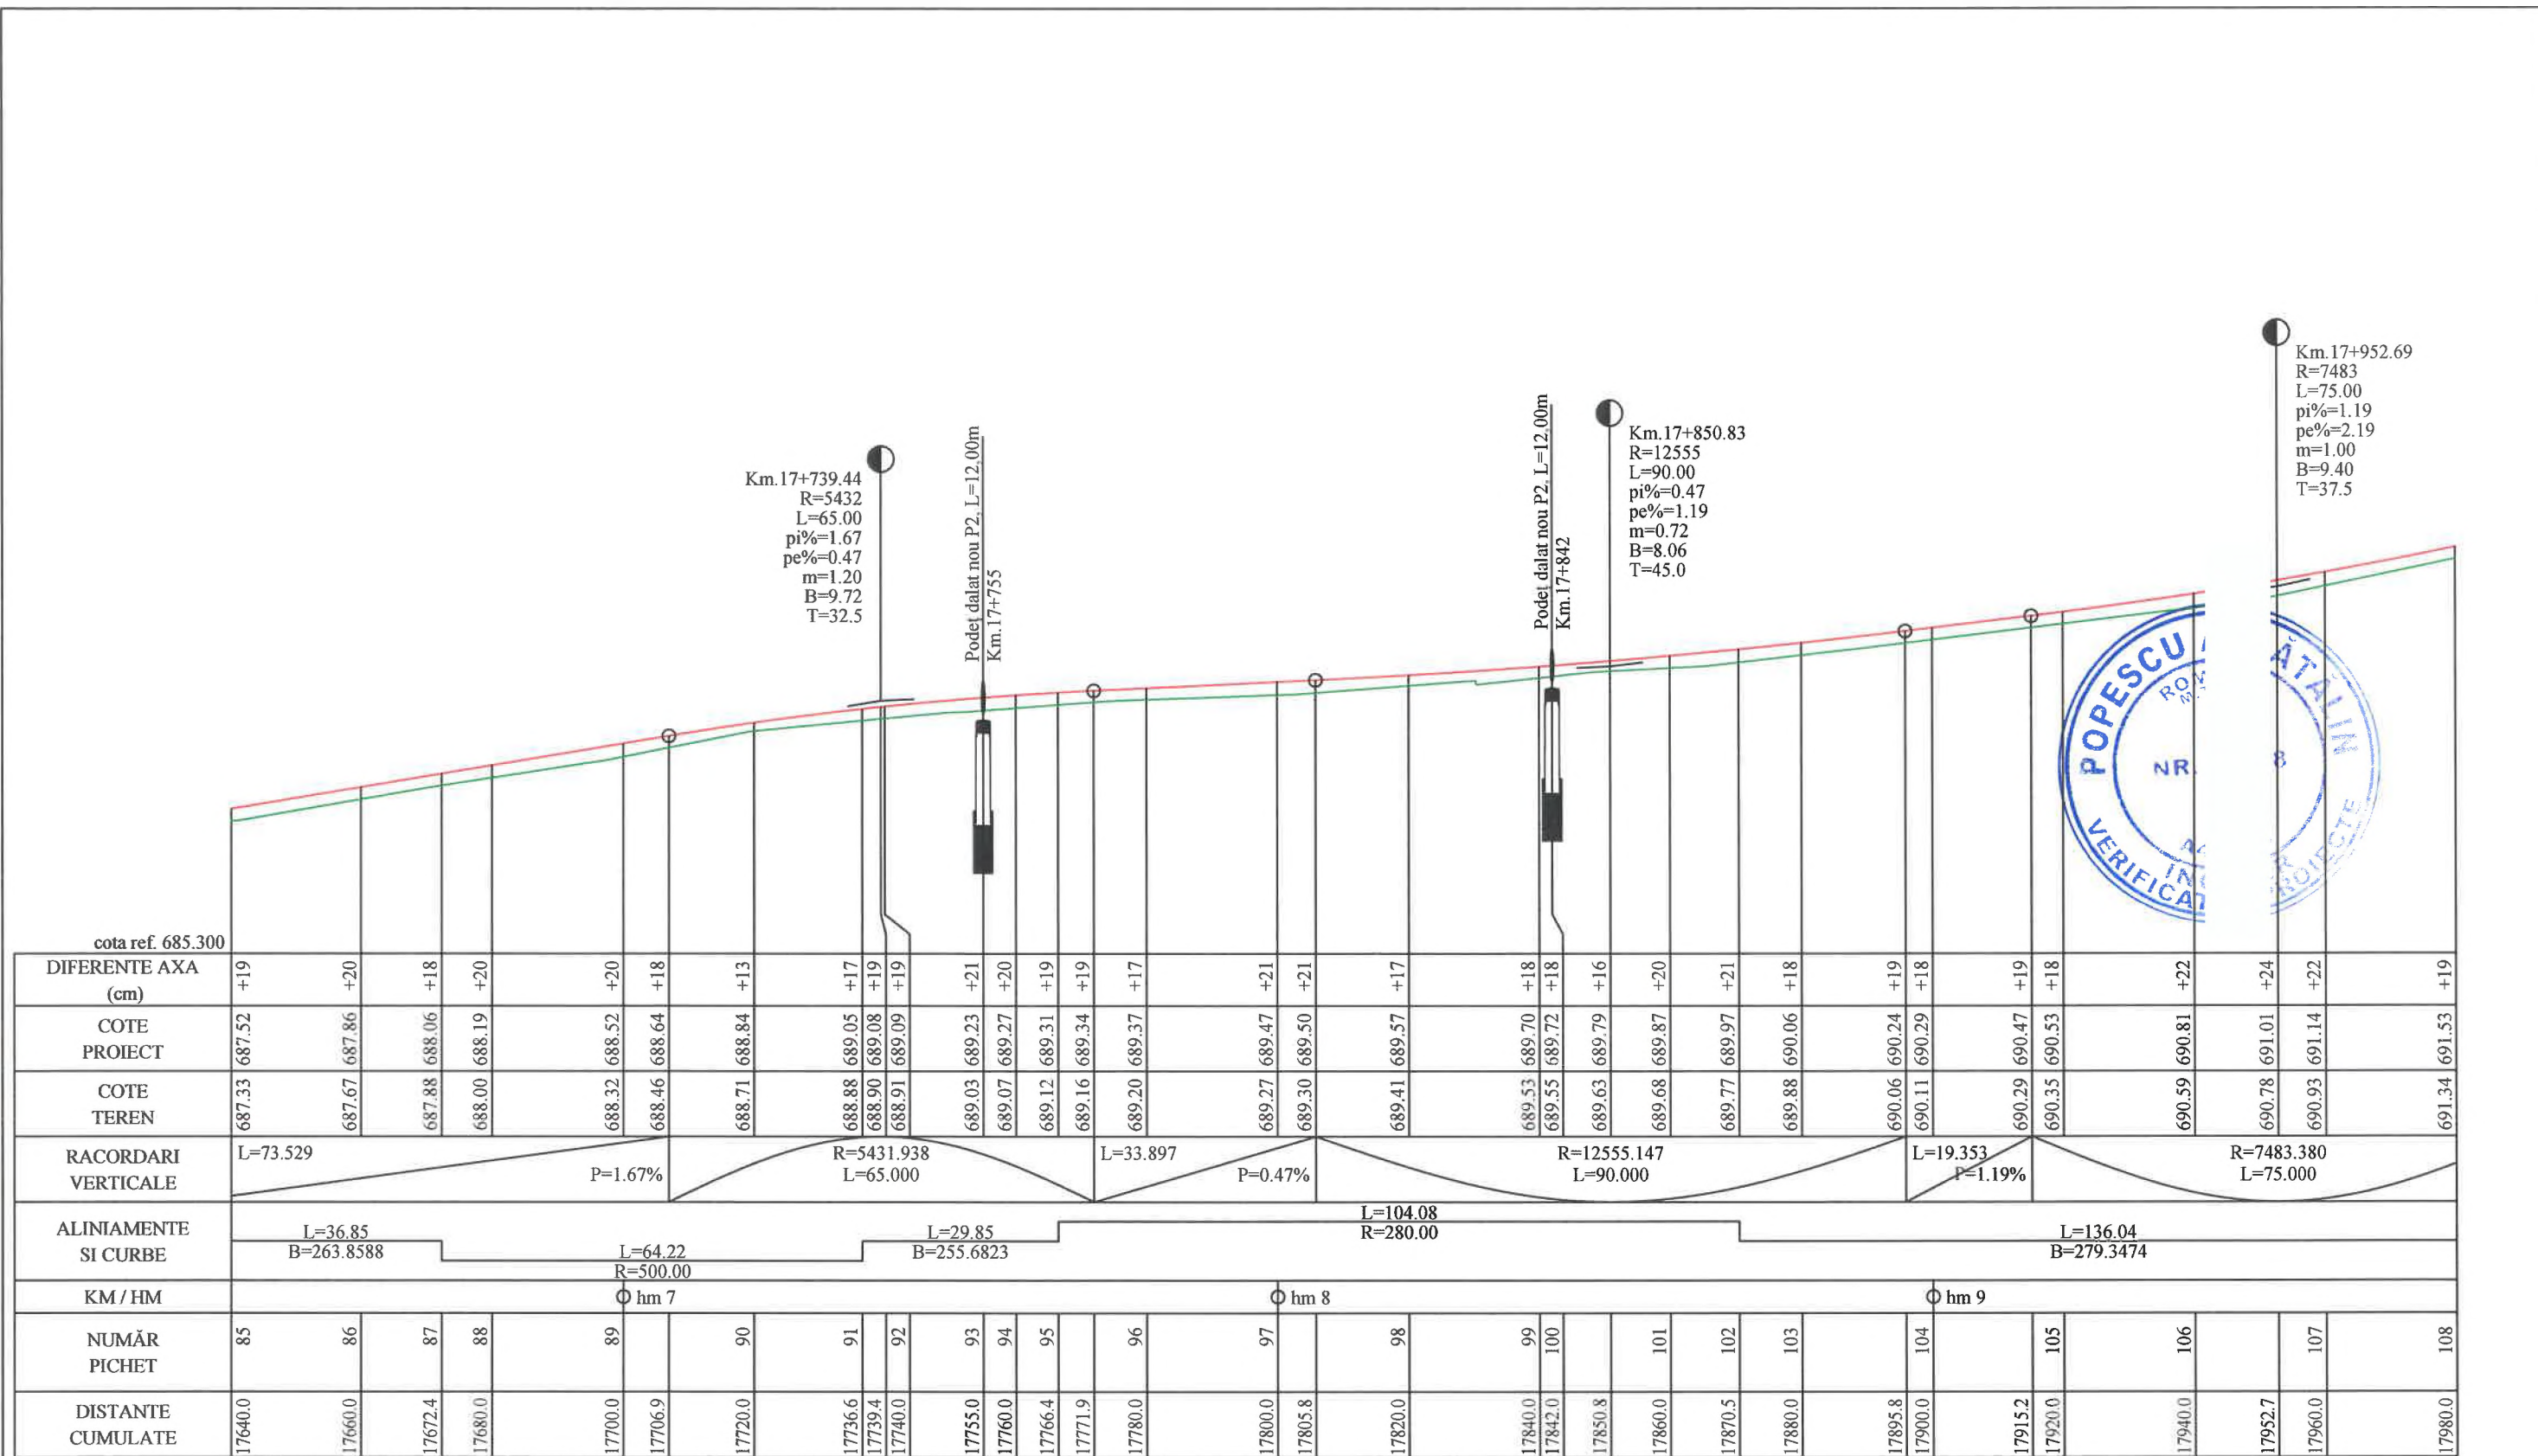 Km.17+952.69
R=7483
L=75.00
pi%=1.19
pe%=2.19
m=1.00
B=9.40
T=37.5
Km.17+850.83
R=12555
L=90.00
pi%=0.47
pe%=1.19
m=0.72
B=8.06
T=45.0
Km.17+739.44
R=5432
L=65.00
pi%=1.67
pe%=0.47
m=1.20
B=9.72
T=32.5
Podeț dalat nou P2, L=12,00m
Km.17+755
Podeț dalat nou P2, L=12,00m
Km.17+842
POPESCU ATALIN
NR. 8
VERIFICA ROIECTE
cota ref. 685.300
DIFERENTE AXA
(cm)
+19 +20 +18 +20 +20 +18 +13 +17 +19 +19 +21 +20 +19 +19 +17 +21 +21 +17 +18 +18 +16 +20 +21 +18 +19 +18 +19 +18 +22 +24 +22 +19
COTE
PROIECT
687.52 687.86 688.06 688.19 688.52 688.64 688.84 689.05 689.08 689.09 689.23 689.27 689.31 689.34 689.37 689.47 689.50 689.57 689.70 689.72 689.79 689.87 689.97 690.06 690.24 690.29 690.47 690.53 690.81 691.01 691.14 691.53
COTE
TEREN
687.33 687.67 687.88 688.00 688.32 688.46 688.71 688.88 688.90 688.91 689.03 689.07 689.12 689.16 689.20 689.27 689.30 689.41 689.53 689.55 689.63 689.68 689.77 689.88 690.06 690.11 690.29 690.35 690.59 690.78 690.93 691.34
RACORDARI
VERTICALE
L=73.529
P=1.67%
R=5431.938
L=65.000
L=33.897
P=0.47%
R=12555.147
L=90.000
L=19.353
P=1.19%
R=7483.380
L=75.000
ALINIAMENTE
SI CURBE
L=36.85
B=263.8588
L=64.22
R=500.00
L=29.85
B=255.6823
L=104.08
R=280.00
L=136.04
B=279.3474
KM / HM
hm 7
hm 8
hm 9
NUMĂR
PICHET
85 86 87 88 89 90 91 92 93 94 95 96 97 98 99 100 101 102 103 104 105 106 107 108
DISTANTE
CUMULATE
17640.0 17660.0 17672.4 17680.0 17700.0 17706.9 17720.0 17736.6 17739.4 17740.0 17755.0 17760.0 17766.4 17771.9 17780.0 17800.0 17805.8 17820.0 17840.0 17842.0 17850.8 17860.0 17870.5 17880.0 17895.8 17900.0 17915.2 17920.0 17940.0 17952.7 17960.0 17980.0